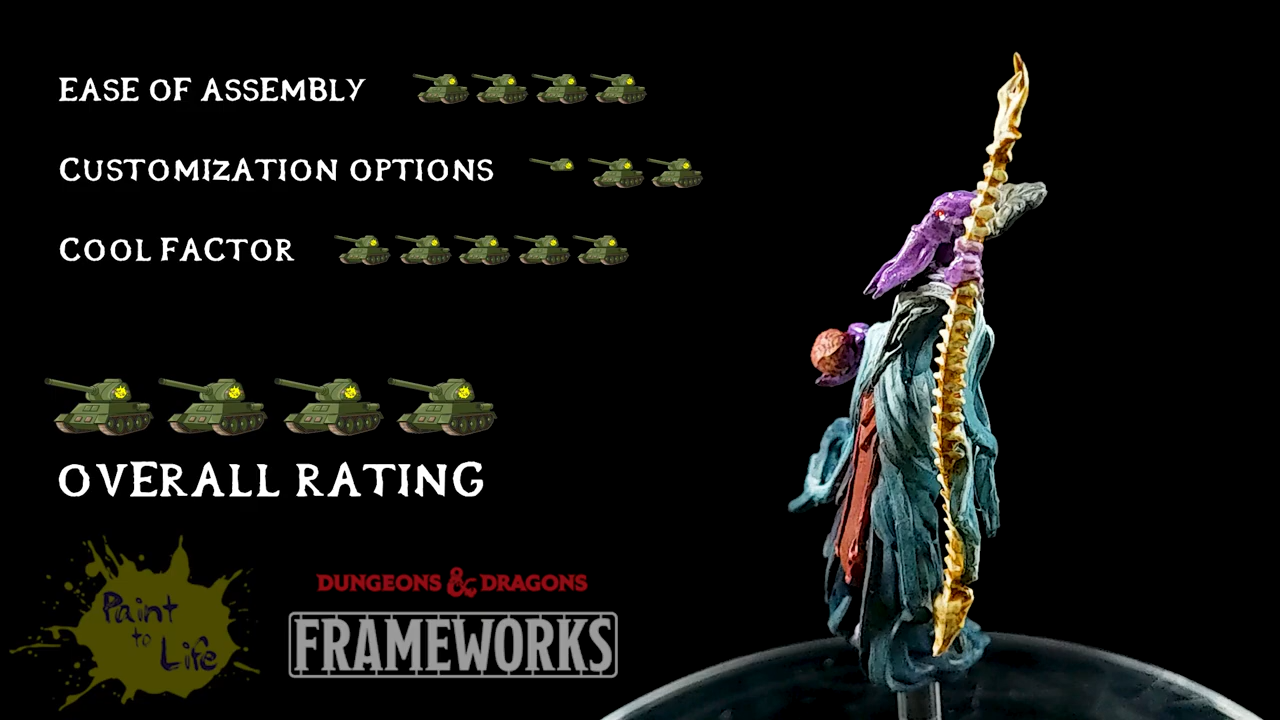 EASE OF ASSEMBLY
CUSTOMIZATION OPTIONS
COOL FACTOR
OVERALL RATING
Paint
to
Life
DUNGEONS & DRAGONS
FRAMEWORKS